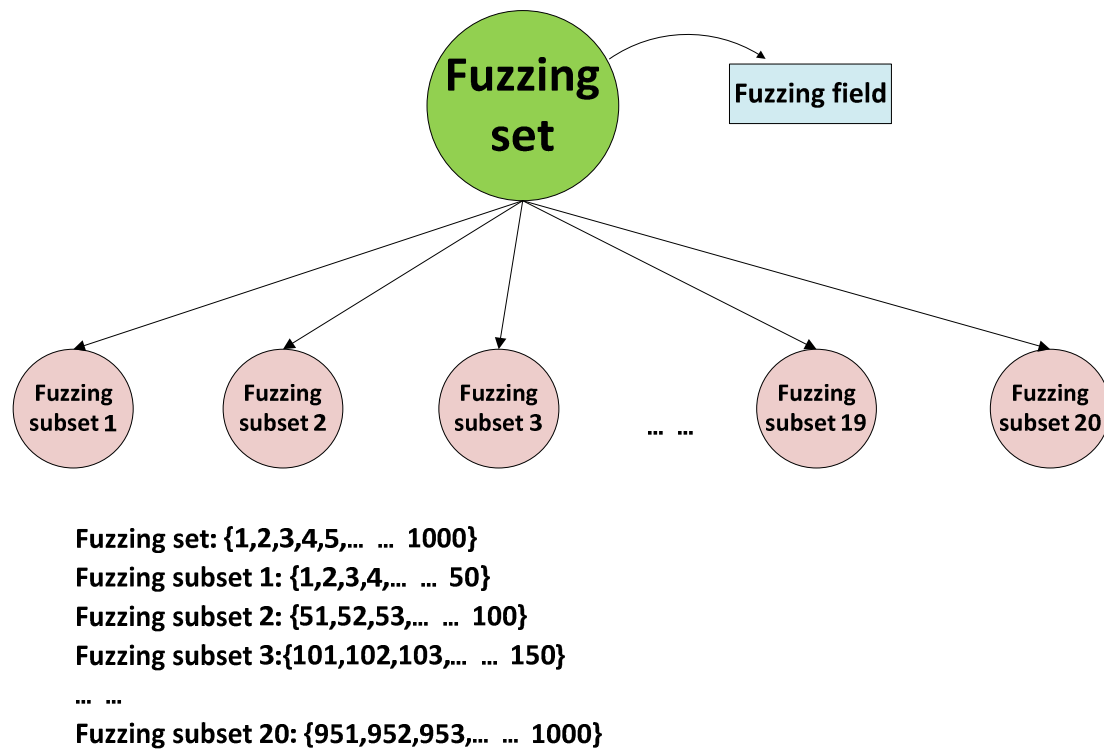 Fuzzing
set
Fuzzing field
Fuzzing
subset 1
Fuzzing
subset 2
Fuzzing
subset 3
... ...
Fuzzing
subset 19
Fuzzing
subset 20
Fuzzing set: {1,2,3,4,5,... ... 1000}
Fuzzing subset 1: {1,2,3,4,... ... 50}
Fuzzing subset 2: {51,52,53,... ... 100}
Fuzzing subset 3:{101,102,103,... ... 150}
... ...
Fuzzing subset 20: {951,952,953,... ... 1000}